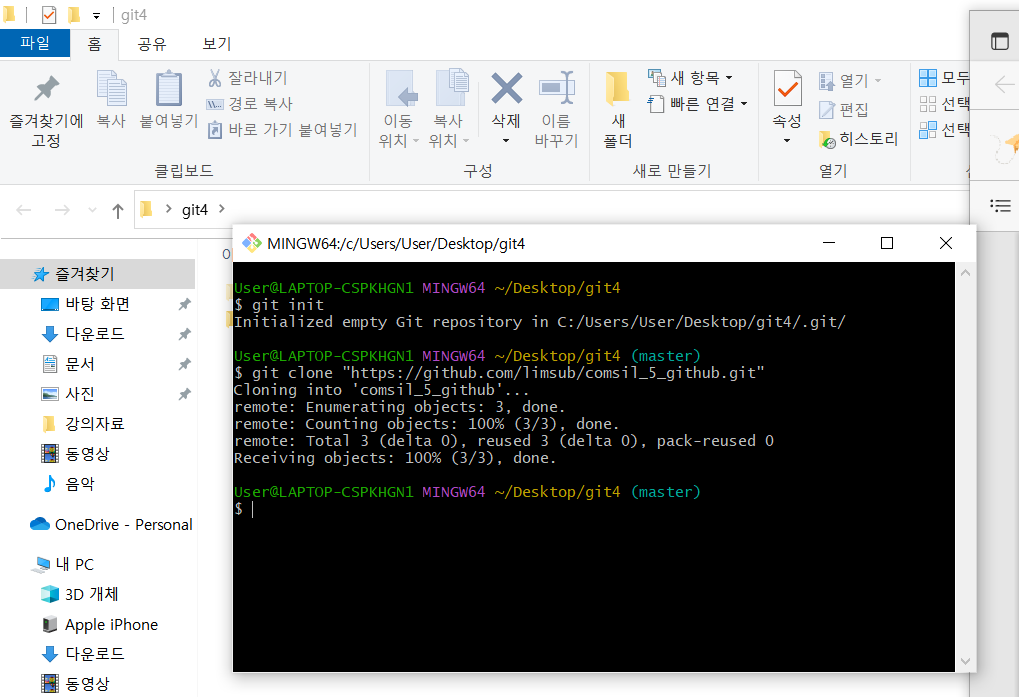 git4
파일 홈 공유 보기
즐겨찾기에 고정
복사
붙여넣기
잘라내기
경로 복사
바로 가기 붙여넣기
클립보드
이동 위치
복사 위치
삭제
이름 바꾸기
구성
새 폴더
새 항목
빠른 연결
새로 만들기
속성
열기
편집
히스토리
열기
모두
선택
선택
git4
즐겨찾기
바탕 화면
다운로드
문서
사진
강의자료
동영상
음악
OneDrive - Personal
내 PC
3D 개체
Apple iPhone
다운로드
동영상
MINGW64:/c/Users/User/Desktop/git4
User@LAPTOP-CSPKHGN1 MINGW64 ~/Desktop/git4
$ git init
Initialized empty Git repository in C:/Users/User/Desktop/git4/.git/
User@LAPTOP-CSPKHGN1 MINGW64 ~/Desktop/git4 (master)
$ git clone "https://github.com/limsub/comsil_5_github.git"
Cloning into 'comsil_5_github'...
remote: Enumerating objects: 3, done.
remote: Counting objects: 100% (3/3), done.
remote: Total 3 (delta 0), reused 3 (delta 0), pack-reused 0
Receiving objects: 100% (3/3), done.
User@LAPTOP-CSPKHGN1 MINGW64 ~/Desktop/git4 (master)
$